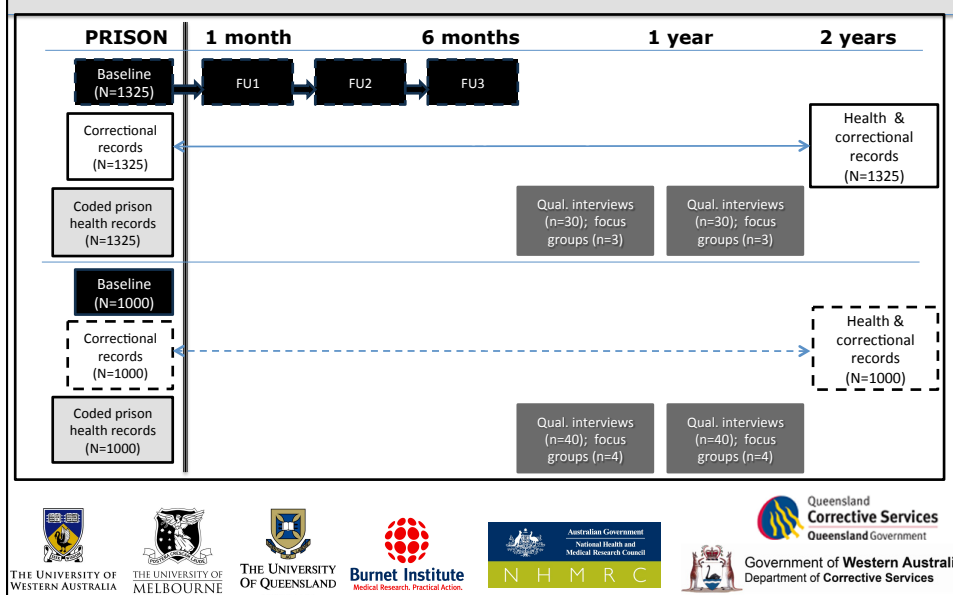 PRISON
1 month
6 months
1 year
2 years
Baseline
(N=1325)
FU1
FU2
FU3
Correctional
records
(N=1325)
Health &
correctional
records
(N=1325)
Coded prison
health records
(N=1325)
Qual. interviews
(n=30); focus
groups (n=3)
Qual. interviews
(n=30); focus
groups (n=3)
Baseline
(N=1000)
Correctional
records
(N=1000)
Health &
correctional
records
(N=1000)
Coded prison
health records
(N=1000)
Qual. interviews
(n=40); focus
groups (n=4)
Qual. interviews
(n=40); focus
groups (n=4)
THE UNIVERSITY OF
WESTERN AUSTRALIA
THE UNIVERSITY OF
MELBOURNE
THE UNIVERSITY
OF QUEENSLAND
Burnet Institute
Medical Research. Practical Action.
Australian Government
National Health and
Medical Research Council
N H M R C
Queensland
Corrective Services
Queensland Government
Government of Western Australi
Department of Corrective Services